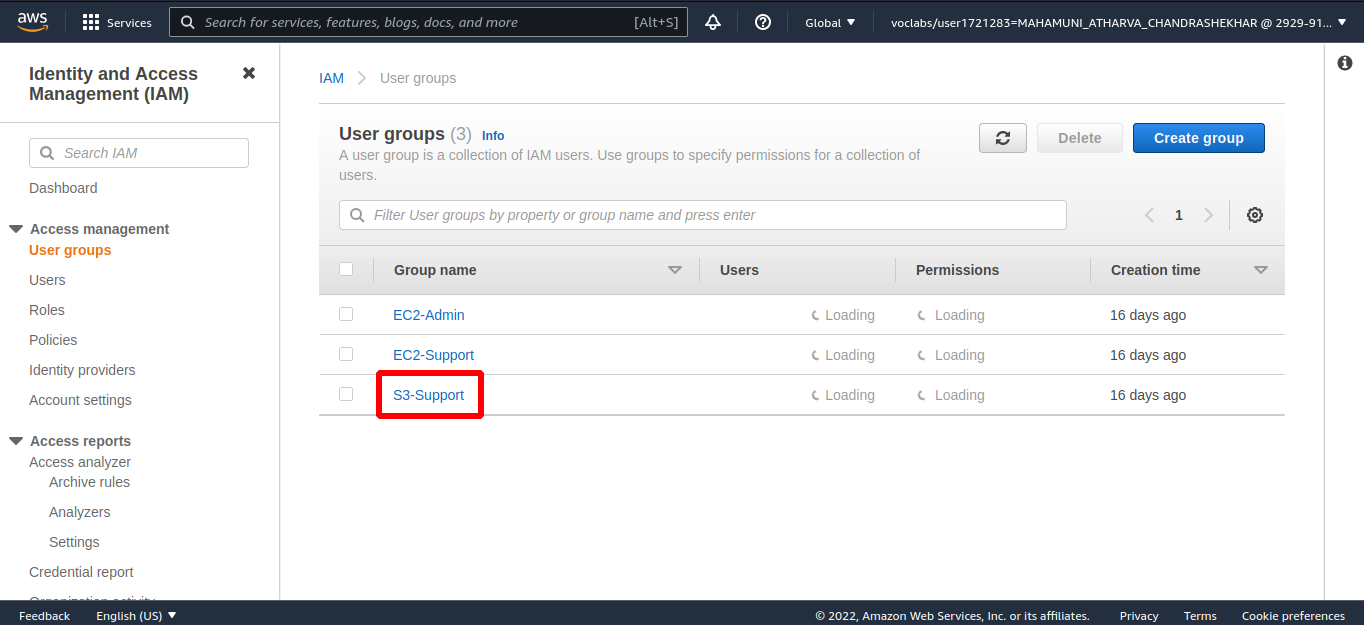 aws
Services
Search for services, features, blogs, docs, and more [Alt+S]
Global
voclabs/user1721283=MAHAMUNI_ATHARVA_CHANDRASHEKHAR @ 2929-91...
Identity and Access
Management (IAM)
Search IAM
Dashboard
Access management
User groups
Users
Roles
Policies
Identity providers
Account settings
Access reports
Access analyzer
Archive rules
Analyzers
Settings
Credential report
Organization activity
IAM User groups
User groups (3) Info
A user group is a collection of IAM users. Use groups to specify permissions for a collection of
users.
Delete
Create group
Filter User groups by property or group name and press enter
1
Group name Users Permissions Creation time
EC2-Admin Loading Loading 16 days ago
EC2-Support Loading Loading 16 days ago
S3-Support Loading Loading 16 days ago
Feedback English (US) © 2022, Amazon Web Services, Inc. or its affiliates. Privacy Terms Cookie preferences